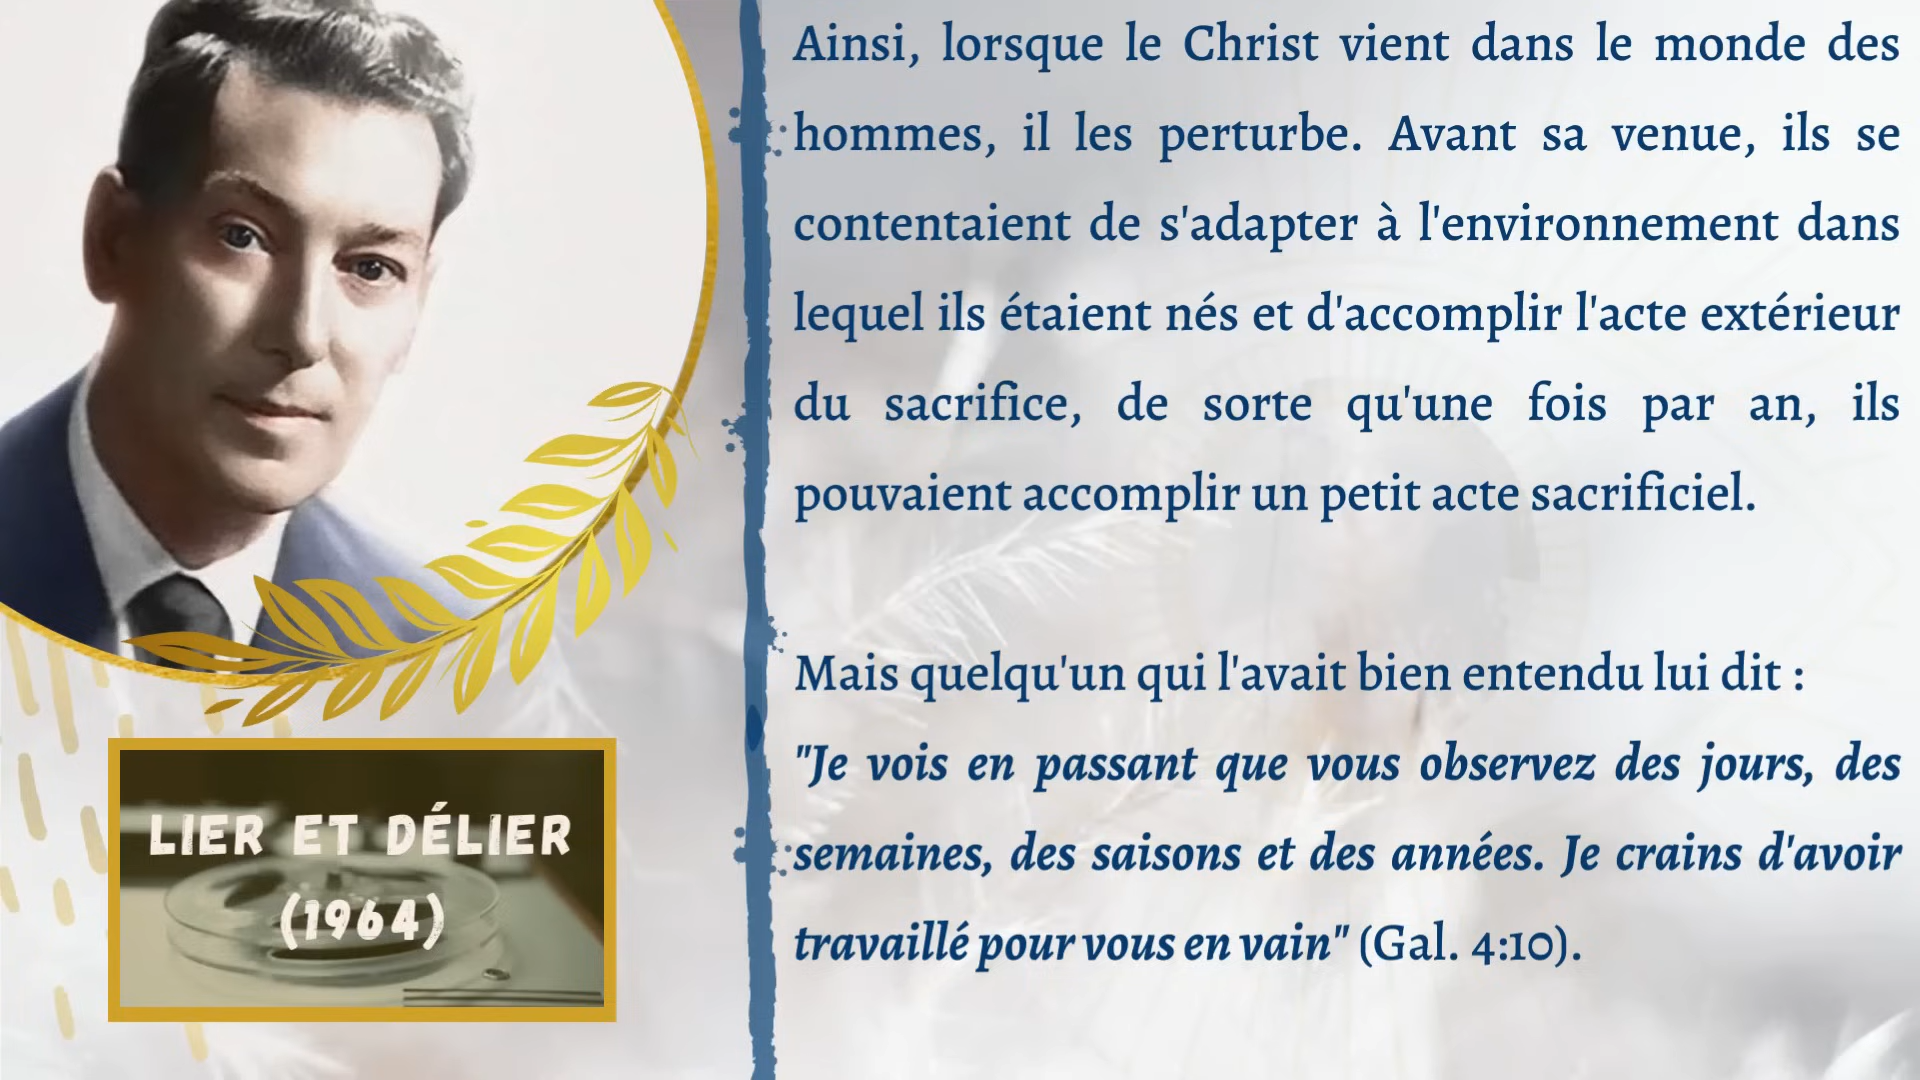 Ainsi, lorsque le Christ vient dans le monde des
hommes, il les perturbe. Avant sa venue, ils se
contentaient de s'adapter à l'environnement dans
lequel ils étaient nés et d'accomplir l'acte extérieur
du sacrifice, de sorte qu'une fois par an, ils
pouvaient accomplir un petit acte sacrificiel.
Mais quelqu'un qui l'avait bien entendu lui dit :
"Je vois en passant que vous observez des jours, des
semaines, des saisons et des années. Je crains d'avoir
travaillé pour vous en vain" (Gal. 4:10).
LIER ET DÉLIER
(1964)